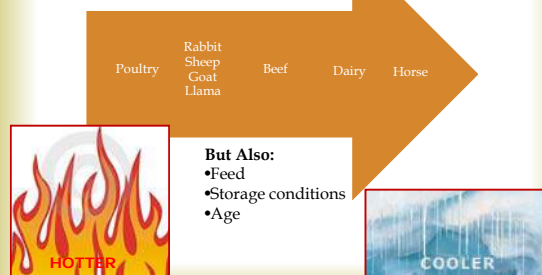 Poultry
Rabbit
Sheep
Goat
Llama
Beef
Dairy
Horse
But Also:
•Feed
•Storage conditions
•Age
HOTTER
COOLER